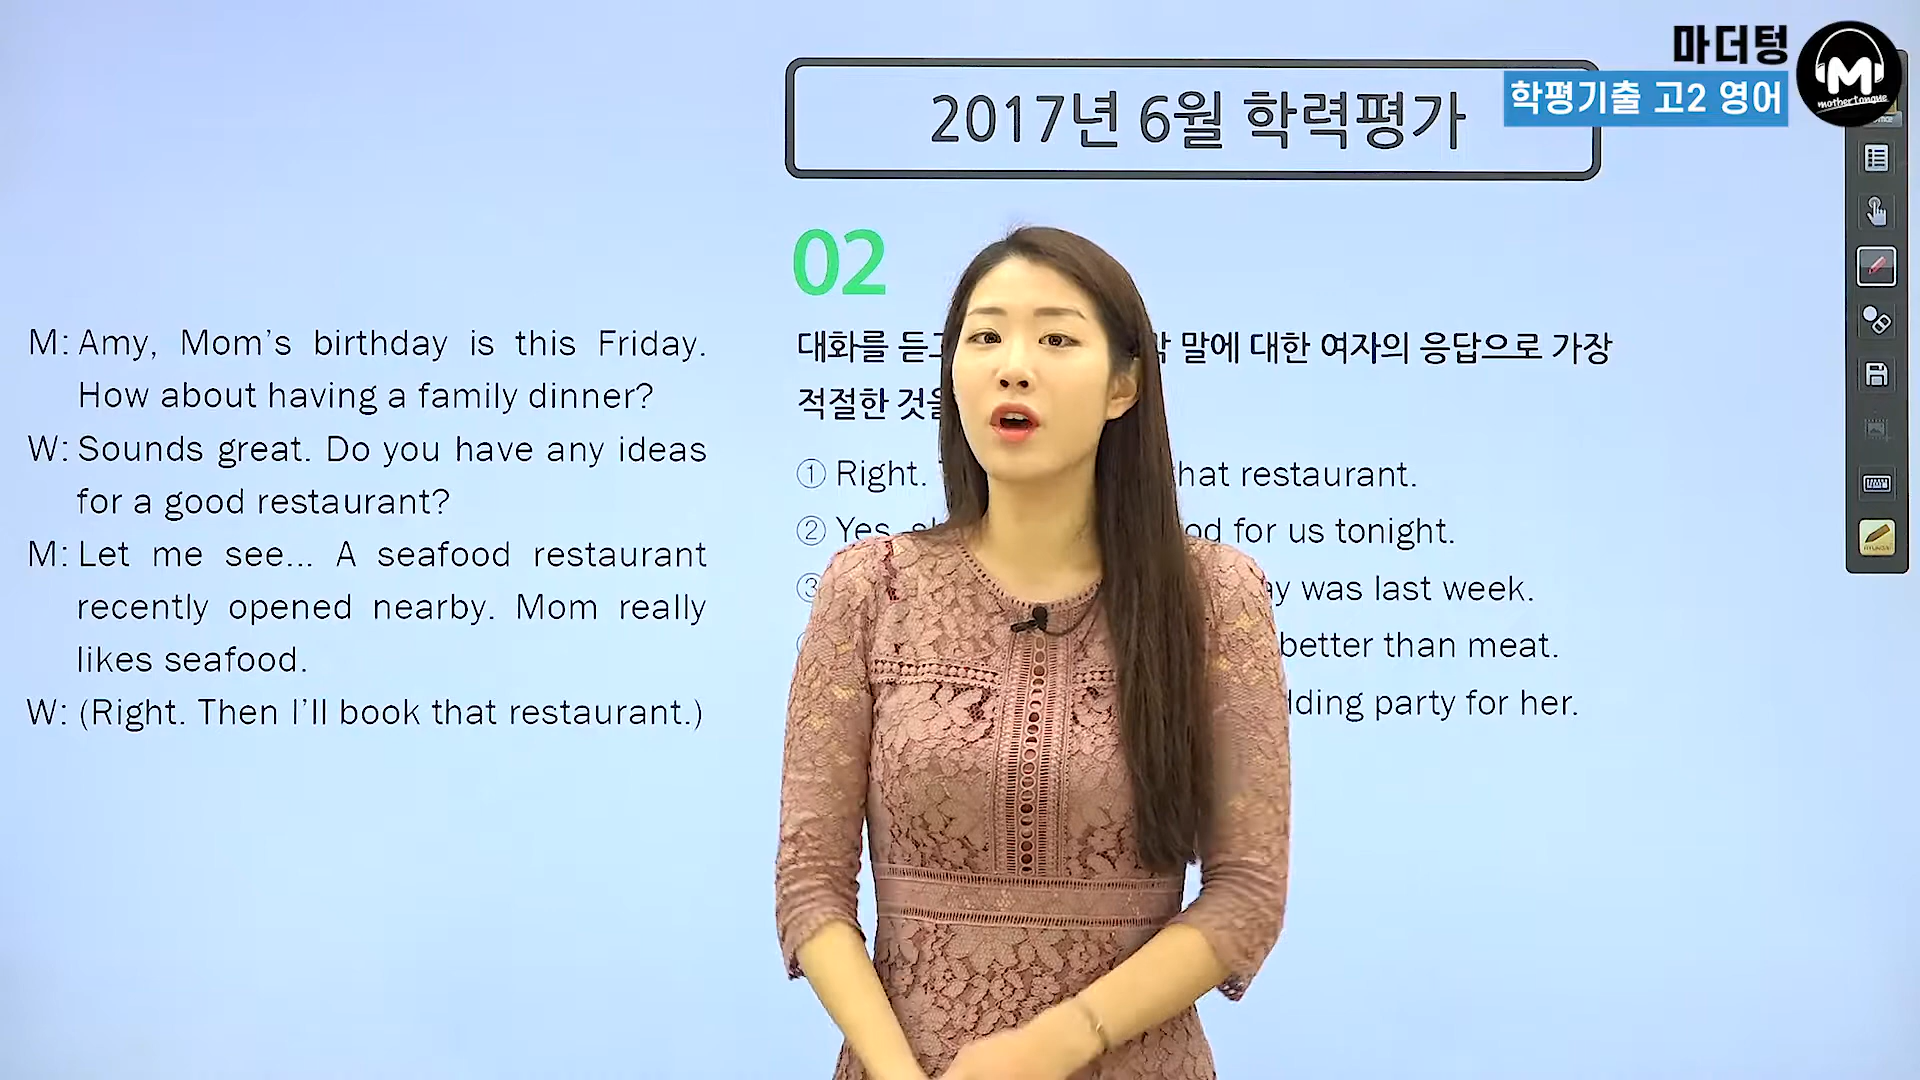 마더텅
학평기출 고2 영어
M
mothertongue
2017년 6월 학력평가
02
M: Amy, Mom's birthday is this Friday.
How about having a family dinner?
W: Sounds great. Do you have any ideas
for a good restaurant?
M: Let me see... A seafood restaurant
recently opened nearby. Mom really
likes seafood.
W: (Right. Then I'll book that restaurant.)
대화를 듣고 말에 대한 여자의 응답으로 가장
적절한 것을
① Right. that restaurant.
② Yes, for us tonight.
③ was last week.
better than meat.
party for her.